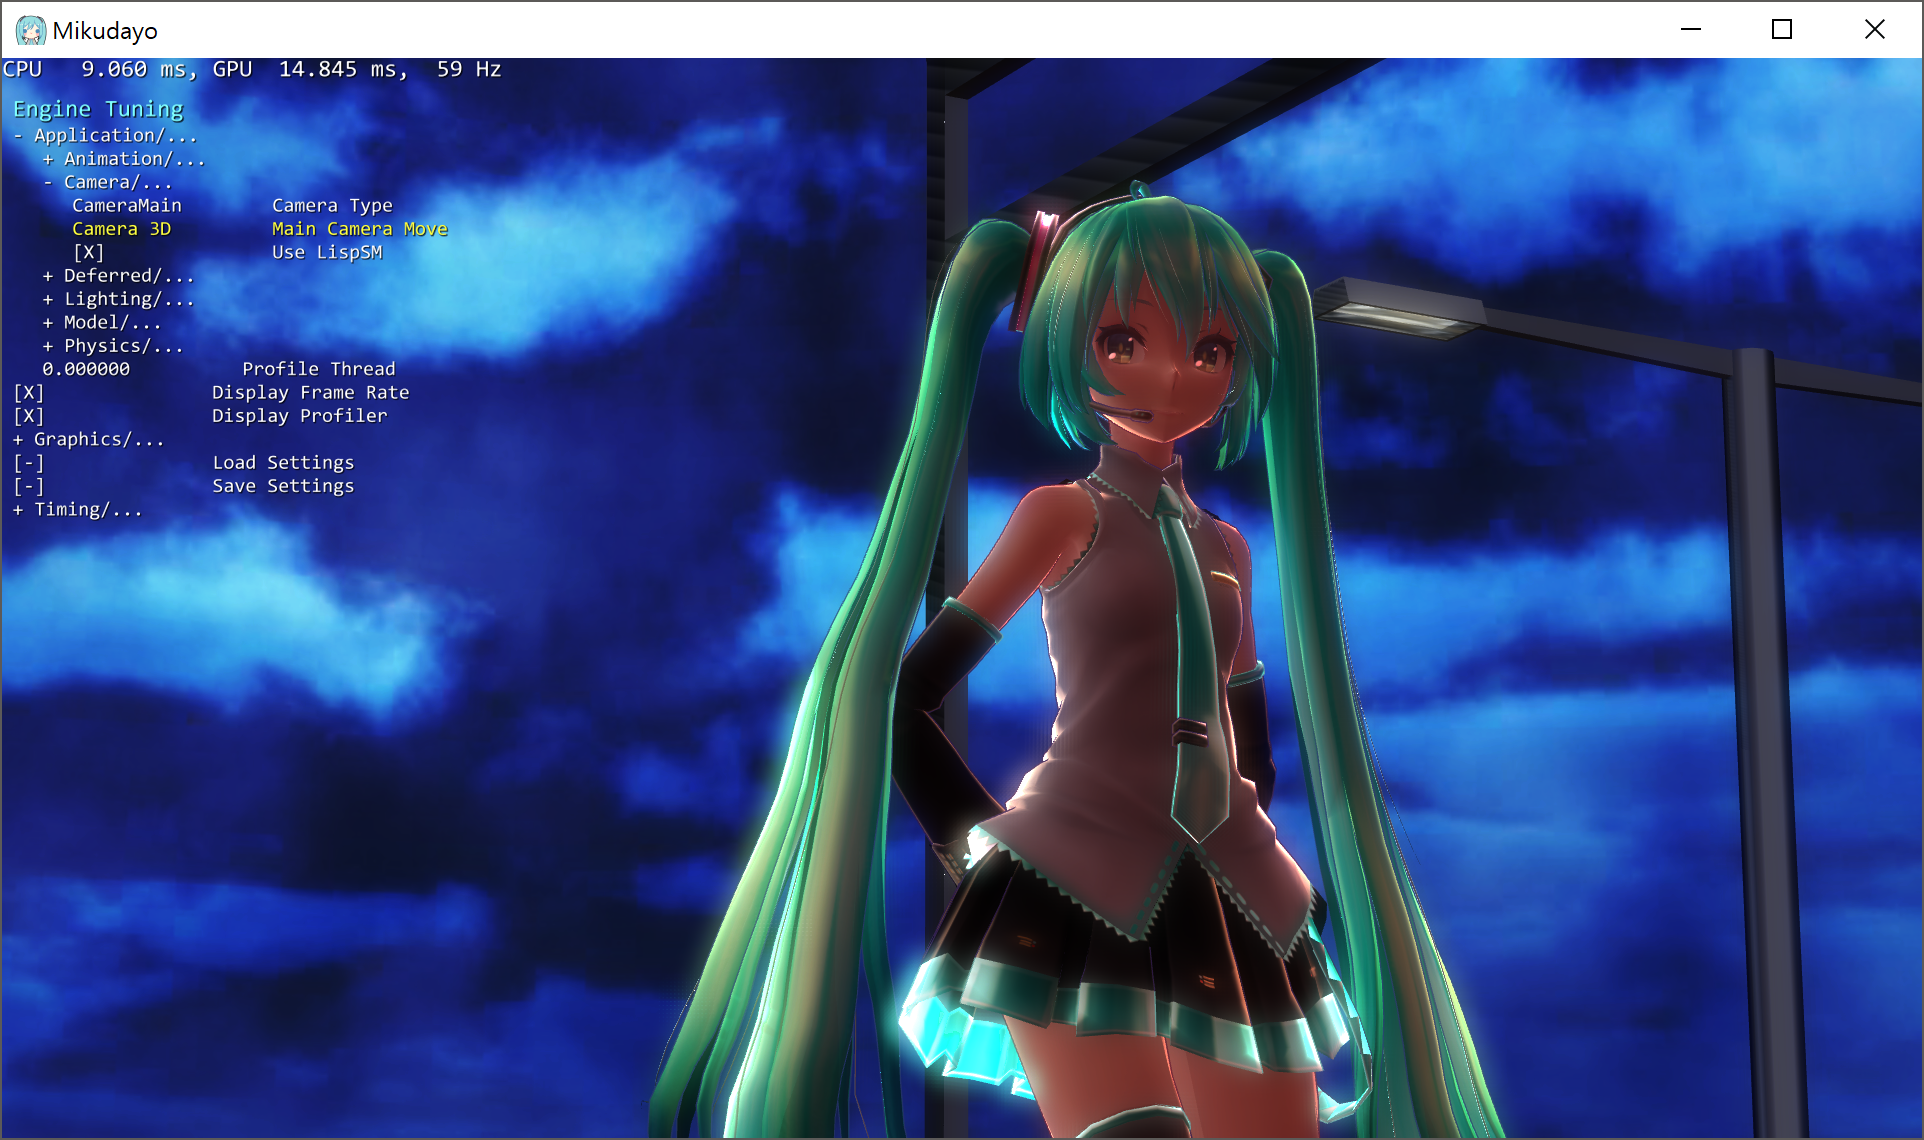 Mikudayo
CPU 9.060 ms, GPU 14.845 ms, 59 Hz
Engine Tuning
- Application/...
+ Animation/...
- Camera/...
CameraMain Camera Type
Camera 3D Main Camera Move
[X] Use LispSM
+ Deferred/...
+ Lighting/...
+ Model/...
+ Physics/...
0.000000 Profile Thread
[X] Display Frame Rate
[X] Display Profiler
+ Graphics/...
[-] Load Settings
[-] Save Settings
+ Timing/...